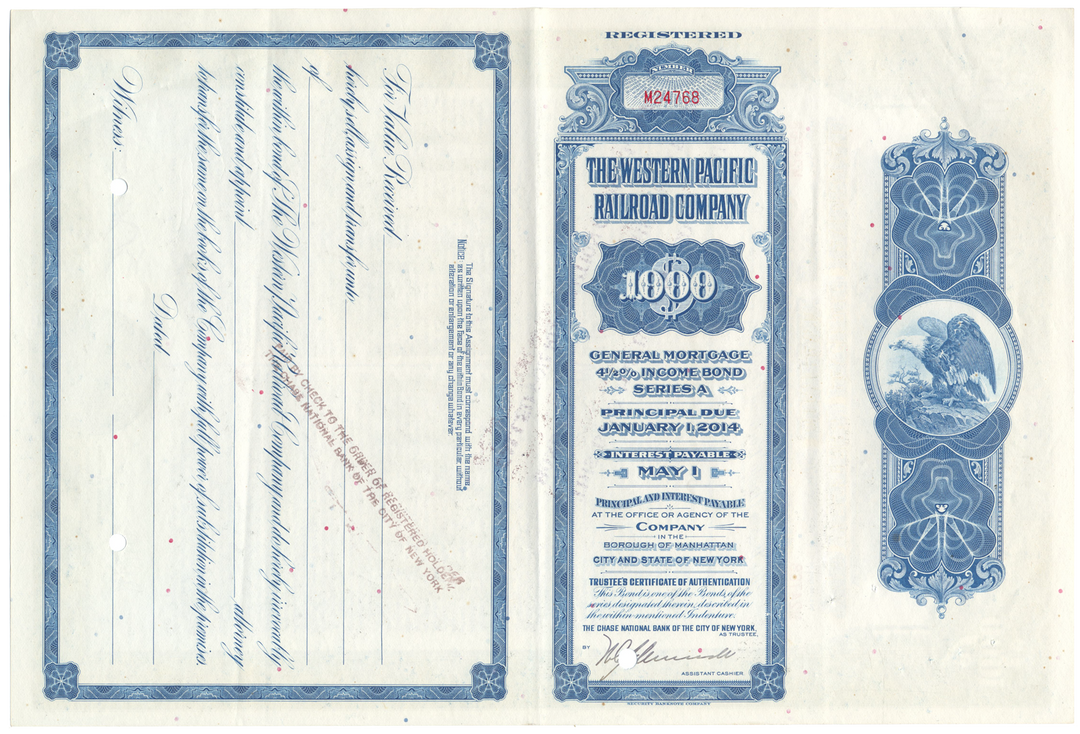 REGISTERED
NUMBER
M24768
THE WESTERN PACIFIC
RAILROAD COMPANY
$1000
GENERAL MORTGAGE
4½% INCOME BOND
SERIES A
PRINCIPAL DUE
JANUARY 1, 2014
INTEREST PAYABLE
MAY 1
PRINCIPAL AND INTEREST PAYABLE
AT THE OFFICE OR AGENCY OF THE
COMPANY
IN THE
BOROUGH OF MANHATTAN
CITY AND STATE OF NEW YORK
TRUSTEE'S CERTIFICATE OF AUTHENTICATION
This Bond is one of the Bonds, of the
series designated therein, described in
the within-mentioned Indenture.
THE CHASE NATIONAL BANK OF THE CITY OF NEW YORK,
AS TRUSTEE,
BY
ASSISTANT CASHIER
SECURITY BANKNOTE COMPANY
For Value Received
hereby sell, assign and transfer unto
of
the within bond of The Western Pacific Railroad Company and do hereby irrevocably
constitute and appoint attorney
to transfer the same on the books of the Company with full power of substitution in the premises.
Dated
Witness:
Notice: The Signature to this Assignment must correspond with the name
as written upon the face of the within Bond in every particular without
alteration or enlargement or any change whatever.
BY CHECK TO THE ORDER OF REGISTERED HOLDER
THE CHASE NATIONAL BANK OF THE CITY OF NEW YORK